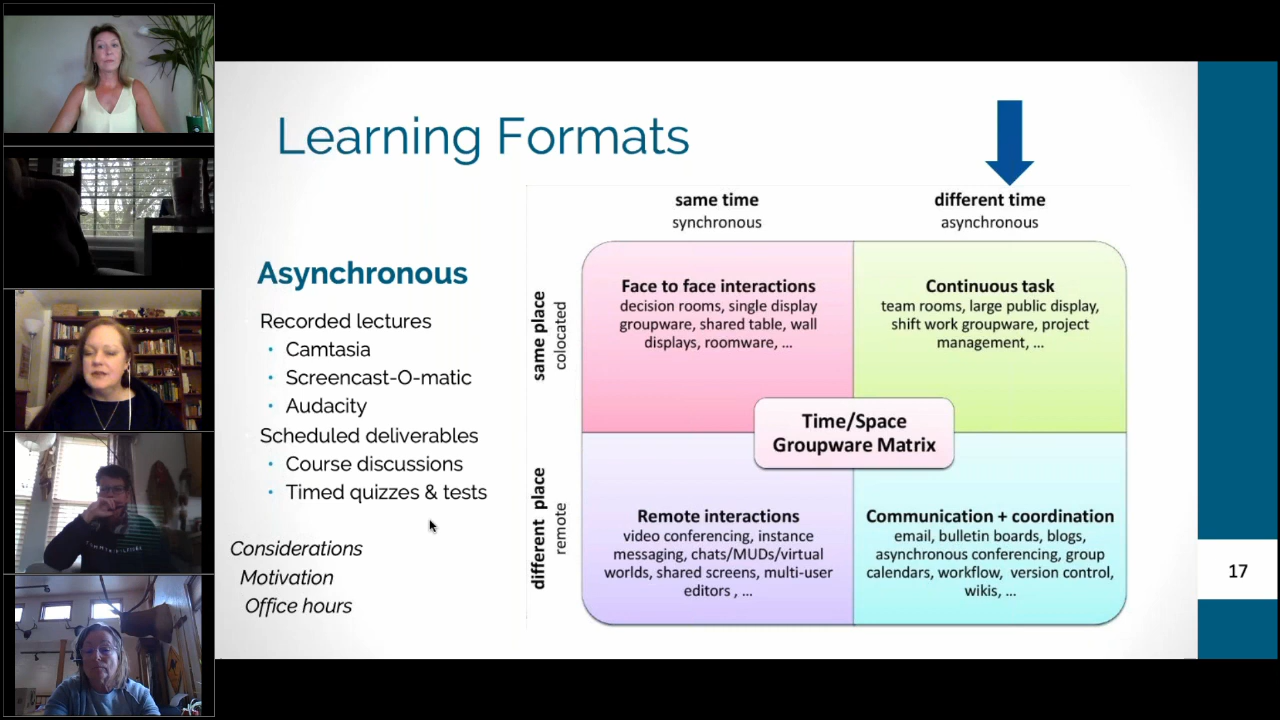 Learning Formats
Asynchronous
Recorded lectures
• Camtasia
• Screencast-O-matic
• Audacity
Scheduled deliverables
• Course discussions
• Timed quizzes & tests
Considerations
Motivation
Office hours
same time
synchronous
different time
asynchronous
same place
colocated
Face to face interactions
decision rooms, single display
groupware, shared table, wall
displays, roomware, ...
Continuous task
team rooms, large public display,
shift work groupware, project
management, ...
Time/Space
Groupware Matrix
different place
remote
Remote interactions
video conferencing, instance
messaging, chats/MUDs/virtual
worlds, shared screens, multi-user
editors , ...
Communication + coordination
email, bulletin boards, blogs,
asynchronous conferencing, group
calendars, workflow, version control,
wikis, ...
17